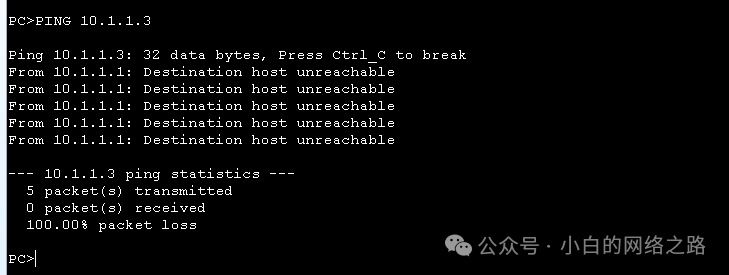 PC>PING 10.1.1.3
Ping 10.1.1.3: 32 data bytes, Press Ctrl_C to break
From 10.1.1.1: Destination host unreachable
From 10.1.1.1: Destination host unreachable
From 10.1.1.1: Destination host unreachable
From 10.1.1.1: Destination host unreachable
From 10.1.1.1: Destination host unreachable
--- 10.1.1.3 ping statistics ---
5 packet(s) transmitted
0 packet(s) received
100.00% packet loss
公众号 · 小白的网络之路
PC>